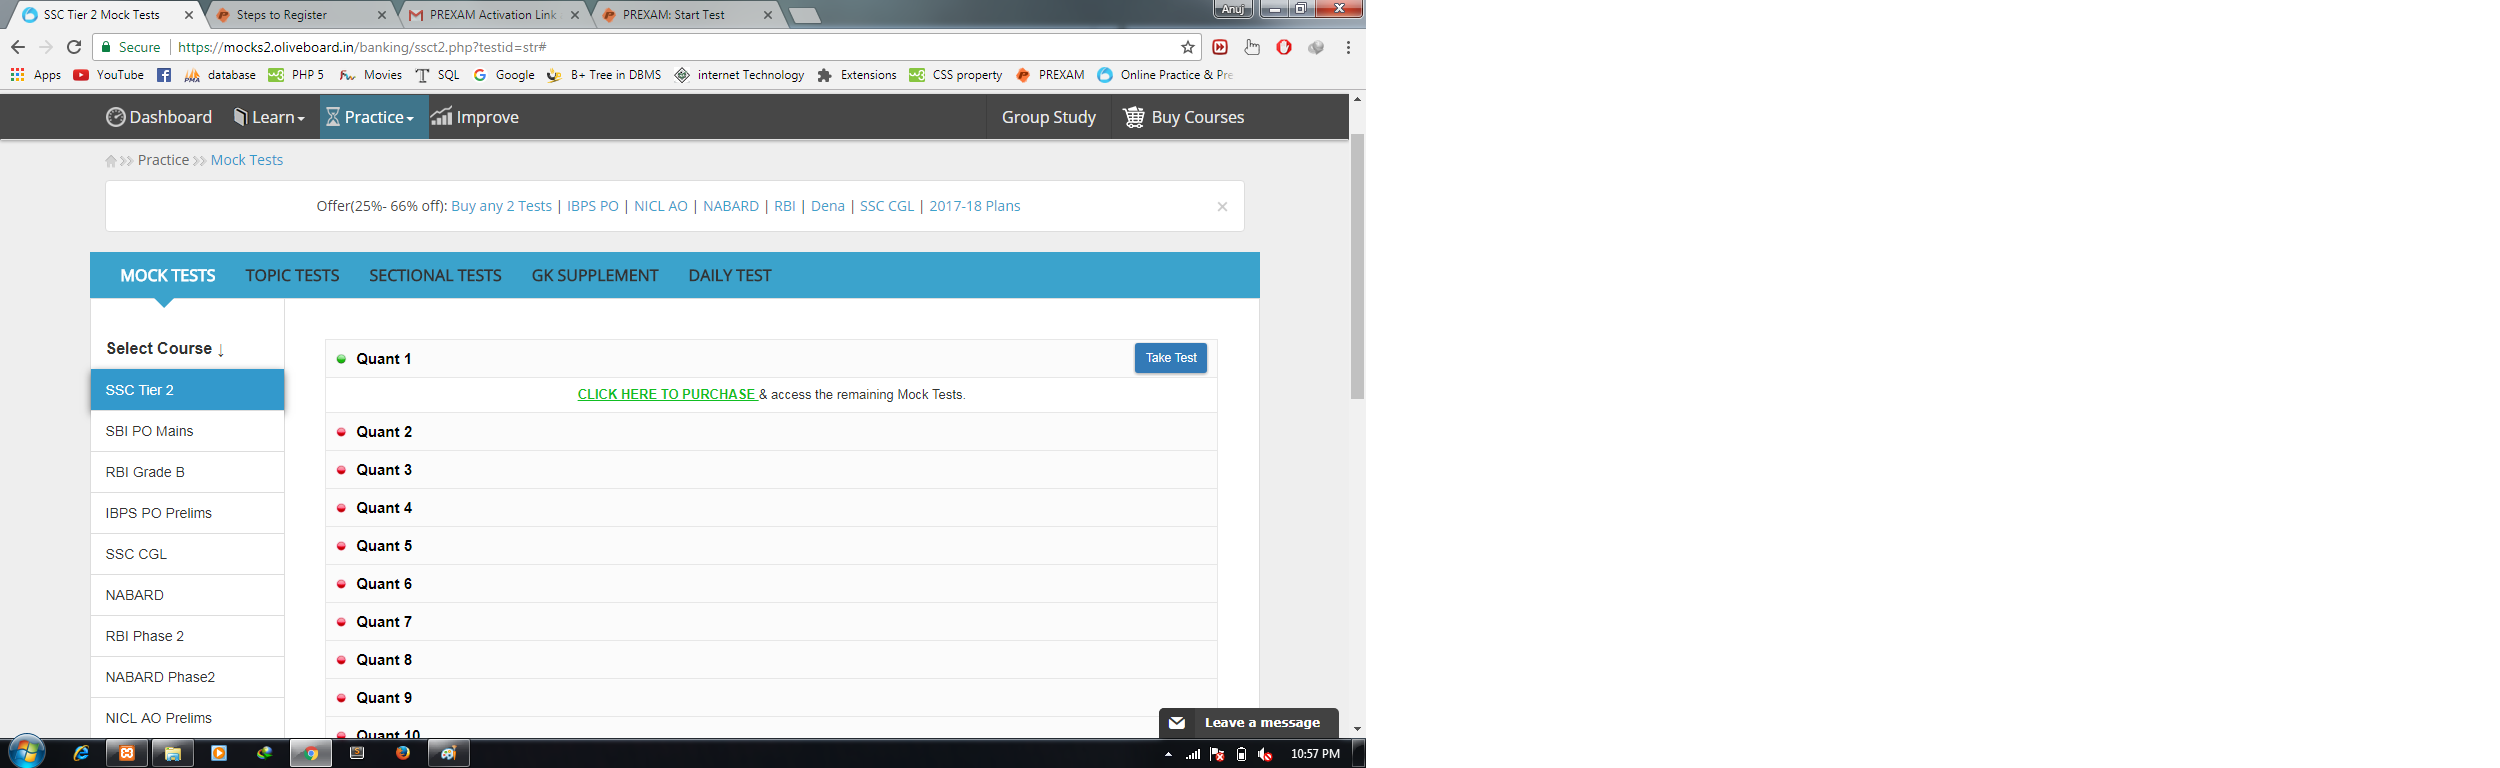 SSC Tier 2 Mock Tests
Steps to Register
PREXAM Activation Link
PREXAM: Start Test
Anuj
Secure
https://mocks2.oliveboard.in/banking/ssct2.php?testid=str#
Apps YouTube database PHP 5 Movies SQL Google B+ Tree in DBMS internet Technology Extensions CSS property PREXAM Online Practice & Pre
Dashboard Learn Practice Improve Group Study Buy Courses
Practice Mock Tests
Offer(25%- 66% off): Buy any 2 Tests | IBPS PO | NICL AO | NABARD | RBI | Dena | SSC CGL | 2017-18 Plans
MOCK TESTS TOPIC TESTS SECTIONAL TESTS GK SUPPLEMENT DAILY TEST
Select Course ↓
SSC Tier 2
SBI PO Mains
RBI Grade B
IBPS PO Prelims
SSC CGL
NABARD
RBI Phase 2
NABARD Phase2
NICL AO Prelims
Quant 1
Take Test
CLICK HERE TO PURCHASE & access the remaining Mock Tests.
Quant 2
Quant 3
Quant 4
Quant 5
Quant 6
Quant 7
Quant 8
Quant 9
Quant 10
Leave a message
10:57 PM